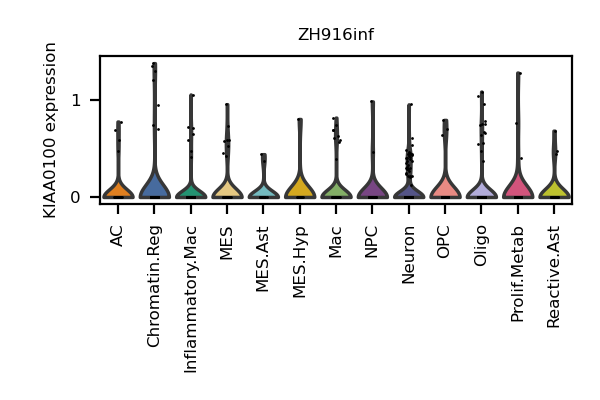 ZH916inf
KIAA0100 expression
1
0
AC
Chromatin.Reg
Inflammatory.Mac
MES
MES.Ast
MES.Hyp
Mac
NPC
Neuron
OPC
Oligo
Prolif.Metab
Reactive.Ast